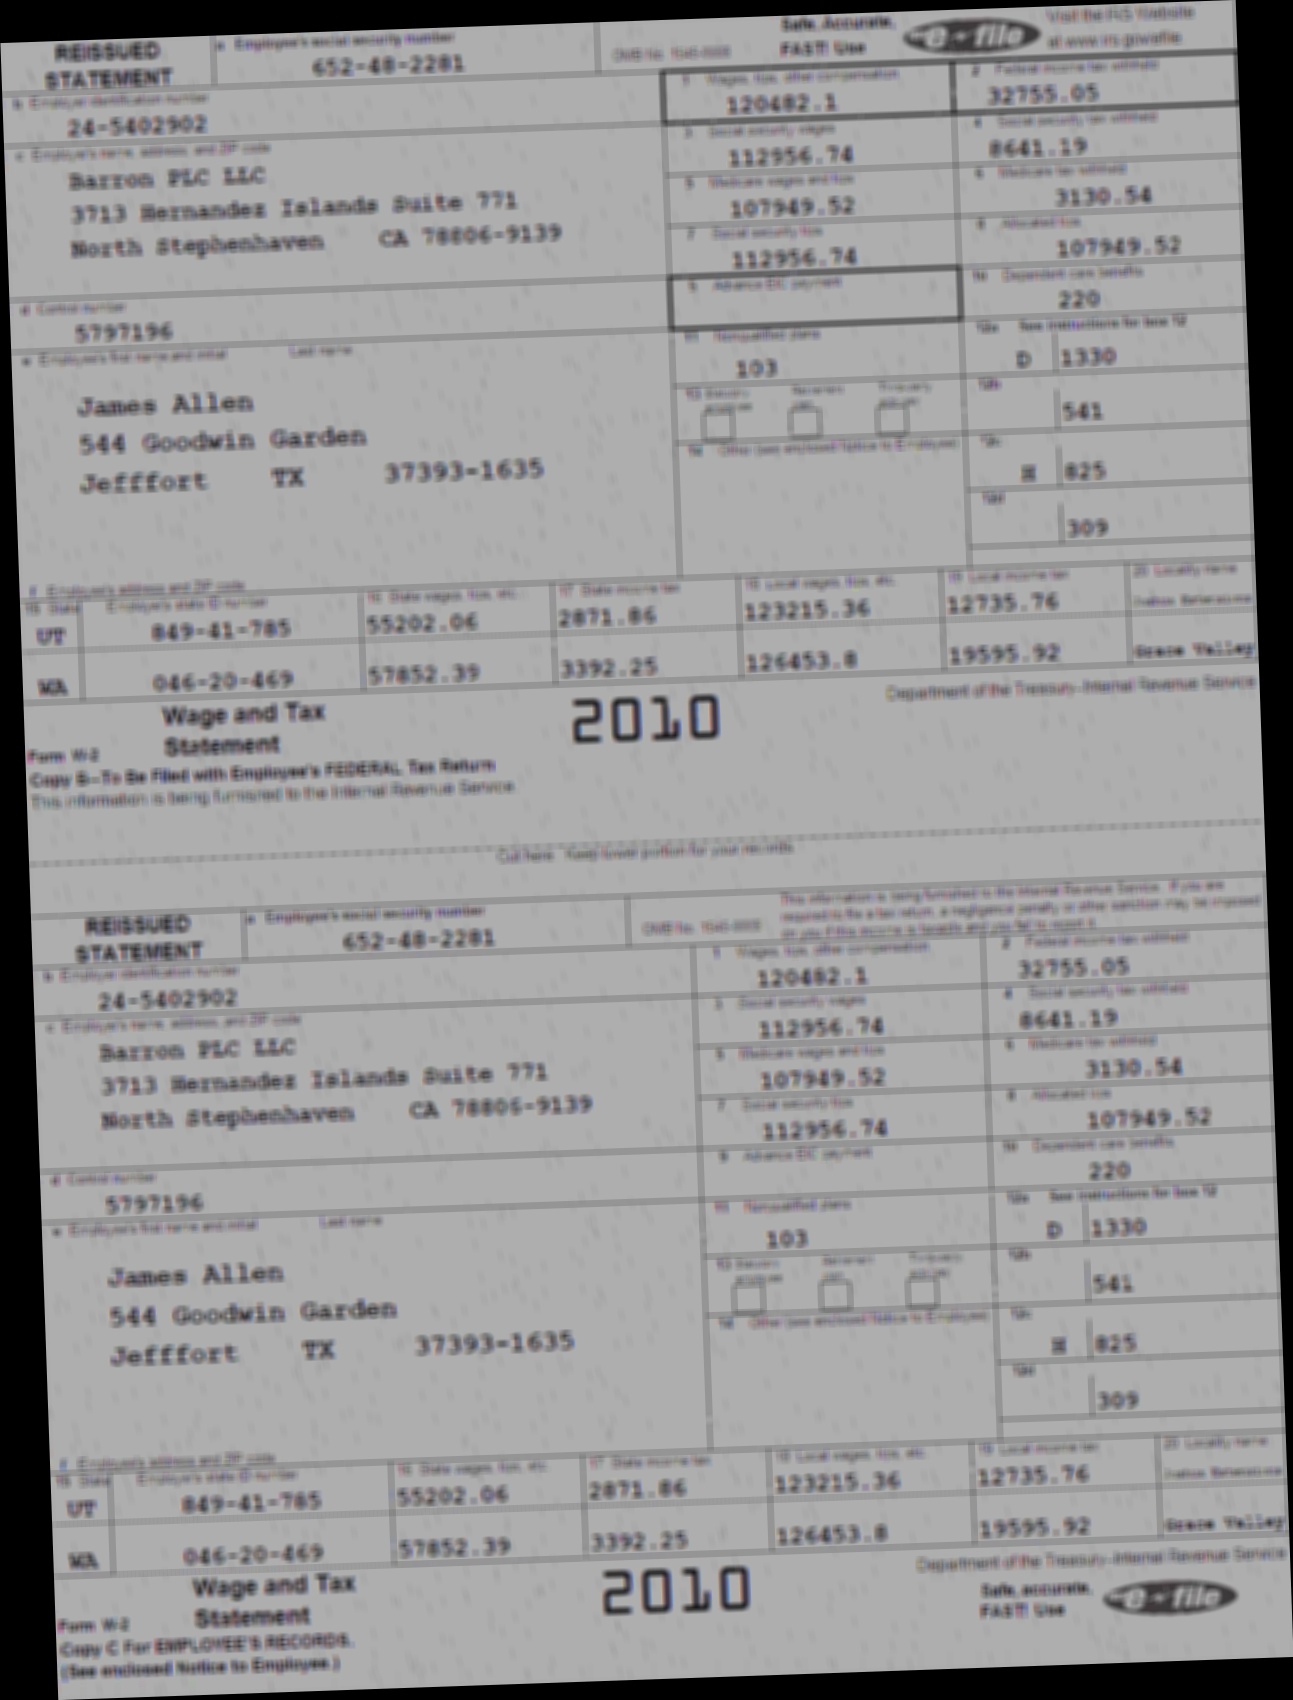 REISSUED STATEMENT
a Employee's social security number
652-48-2281
OMB No. 1545-0008
Safe, Accurate, FAST! Use
e-file
Visit the IRS Website at www.irs.gov/efile
b Employer identification number
24-5402902
1 Wages, tips, other compensation
120482.1
2 Federal income tax withheld
32755.05
c Employer's name, address, and ZIP code
Barron PLC LLC
3713 Hernandez Islands Suite 771
North Stephenhaven CA 78806-9139
3 Social security wages
112956.74
4 Social security tax withheld
8641.19
5 Medicare wages and tips
107949.52
6 Medicare tax withheld
3130.54
7 Social security tips
112956.74
8 Allocated tips
107949.52
d Control number
5797196
9 Advance EIC payment
10 Dependent care benefits
220
e Employee's first name and initial Last name
James Allen
544 Goodwin Garden
Jefffort TX 37393-1635
11 Nonqualified plans
103
12a See instructions for box 12
D 1330
12b
541
12c
825
12d
309
14 Other (see enclosed Notice to Employee)
f Employee's address and ZIP code
15 State Employer's state ID number 16 State wages, tips, etc. 17 State income tax 18 Local wages, tips, etc. 19 Local income tax 20 Locality name
UT 849-41-785 55202.06 2871.86 123215.36 12735.76
046-20-469 57852.39 3392.25 126453.8 19595.92 Grace Valley
Wage and Tax
Statement
Form W-2
2010
Department of the Treasury-Internal Revenue Service
Copy B--To Be Filed with Employee's FEDERAL Tax Return
This information is being furnished to the Internal Revenue Service.
Cut here. Keep lower portion for your records.
REISSUED STATEMENT
a Employee's social security number
652-48-2281
OMB No. 1545-0008
This information is being furnished to the Internal Revenue Service. If you are
required to file a tax return, a negligence penalty or other sanction may be imposed
on you if this income is taxable and you fail to report it.
b Employer identification number
24-5402902
1 Wages, tips, other compensation
120482.1
2 Federal income tax withheld
32755.05
c Employer's name, address, and ZIP code
Barron PLC LLC
3713 Hernandez Islands Suite 771
North Stephenhaven CA 78806-9139
3 Social security wages
112956.74
4 Social security tax withheld
8641.19
5 Medicare wages and tips
107949.52
6 Medicare tax withheld
3130.54
7 Social security tips
112956.74
8 Allocated tips
107949.52
d Control number
5797196
9 Advance EIC payment
10 Dependent care benefits
220
e Employee's first name and initial Last name
James Allen
544 Goodwin Garden
Jefffort TX 37393-1635
11 Nonqualified plans
103
12a See instructions for box 12
D 1330
12b
541
12c
825
12d
309
14 Other (see enclosed Notice to Employee)
f Employee's address and ZIP code
15 State Employer's state ID number 16 State wages, tips, etc. 17 State income tax 18 Local wages, tips, etc. 19 Local income tax 20 Locality name
UT 849-41-785 55202.06 2871.86 123215.36 12735.76
046-20-469 57852.39 3392.25 126453.8 19595.92 Grace Valley
Wage and Tax
Statement
Form W-2
2010
Department of the Treasury-Internal Revenue Service
Safe, accurate, FAST! Use
e-file
Copy C For EMPLOYEE'S RECORDS.
(See enclosed Notice to Employee.)